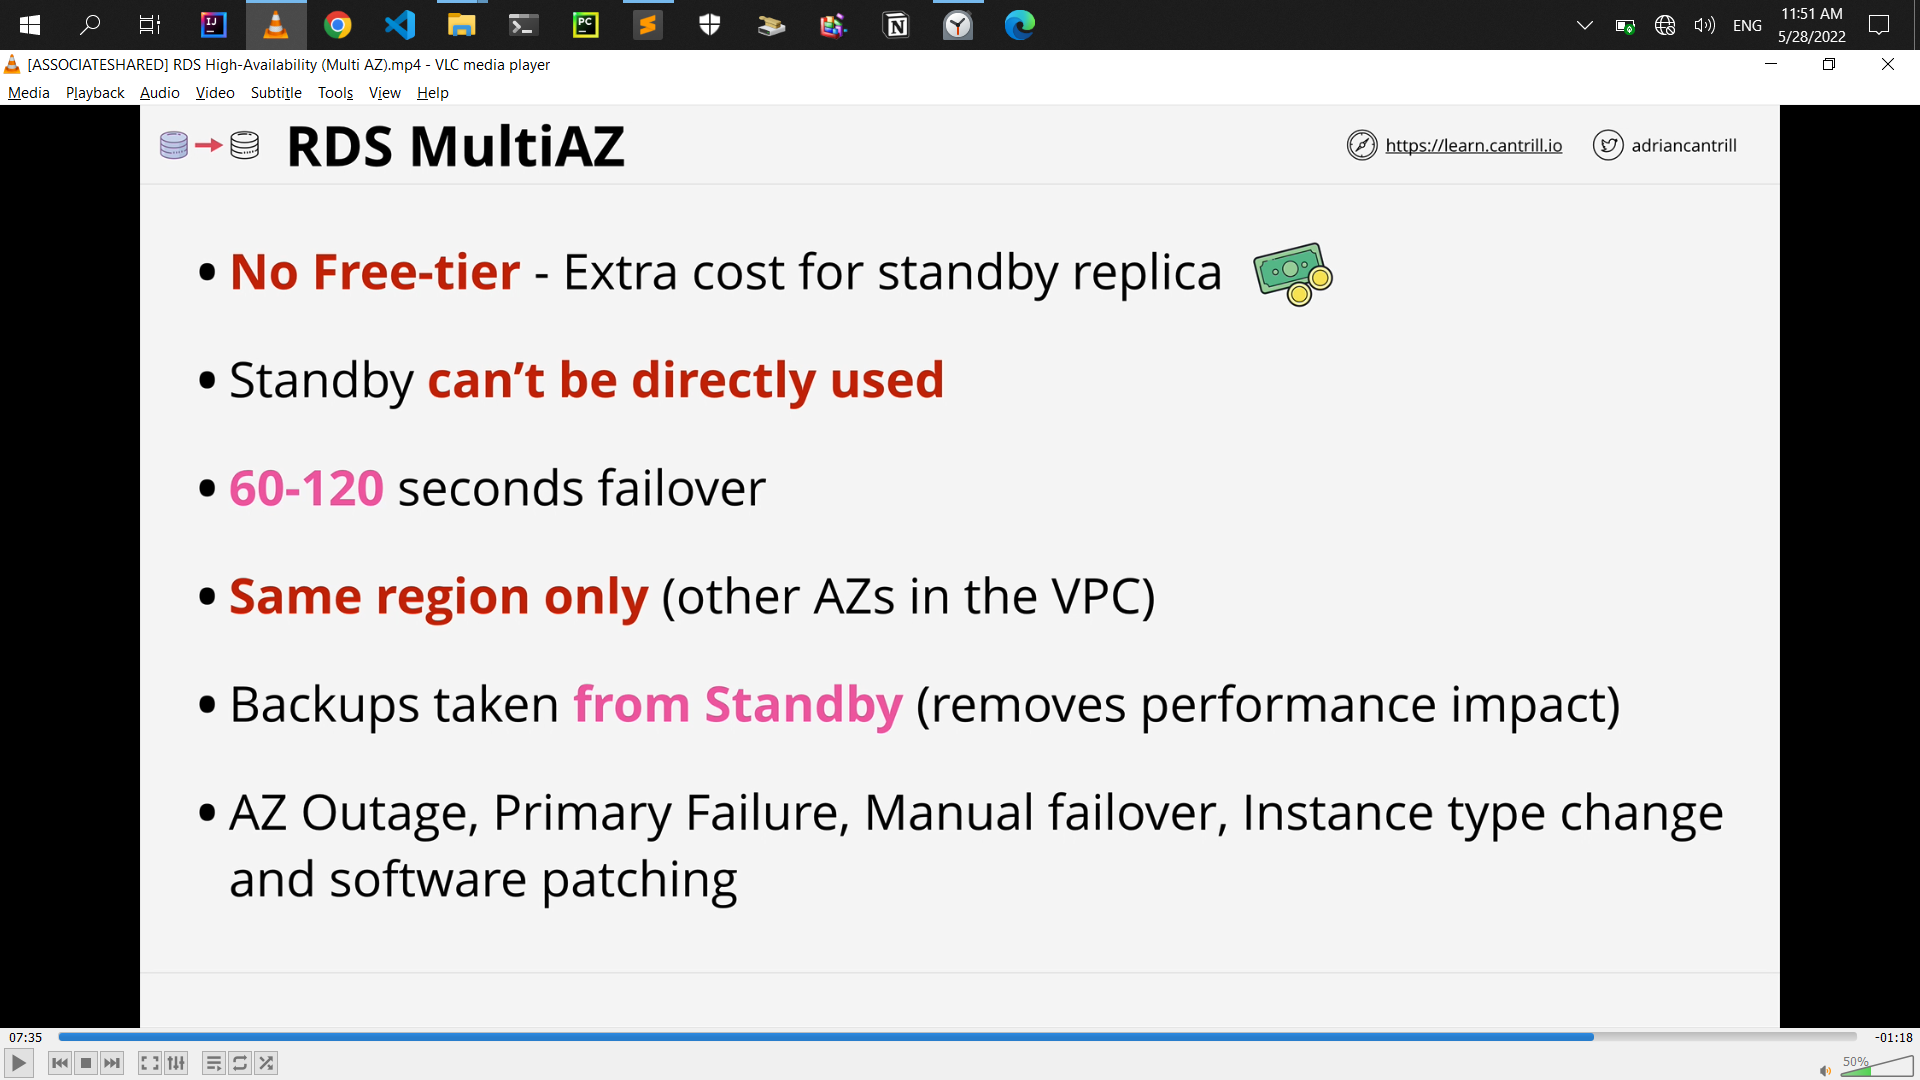 IJ
PC
N
ENG
11:51 AM
5/28/2022
[ASSOCIATESHARED] RDS High-Availability (Multi AZ).mp4 - VLC media player
Media Playback Audio Video Subtitle Tools View Help
RDS MultiAZ
https://learn.cantrill.io
adriancantrill
• No Free-tier - Extra cost for standby replica
• Standby can’t be directly used
• 60-120 seconds failover
• Same region only (other AZs in the VPC)
• Backups taken from Standby (removes performance impact)
• AZ Outage, Primary Failure, Manual failover, Instance type change
and software patching
07:35
-01:18
50%